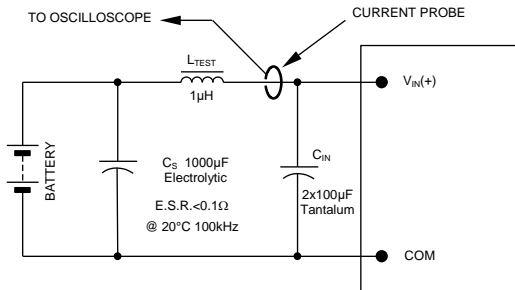 TO OSCILLOSCOPE
CURRENT PROBE
LTEST
1µH
VIN(+)
BATTERY
CS 1000µF
Electrolytic
E.S.R.<0.1Ω
@ 20°C 100kHz
CIN
2x100µF
Tantalum
COM